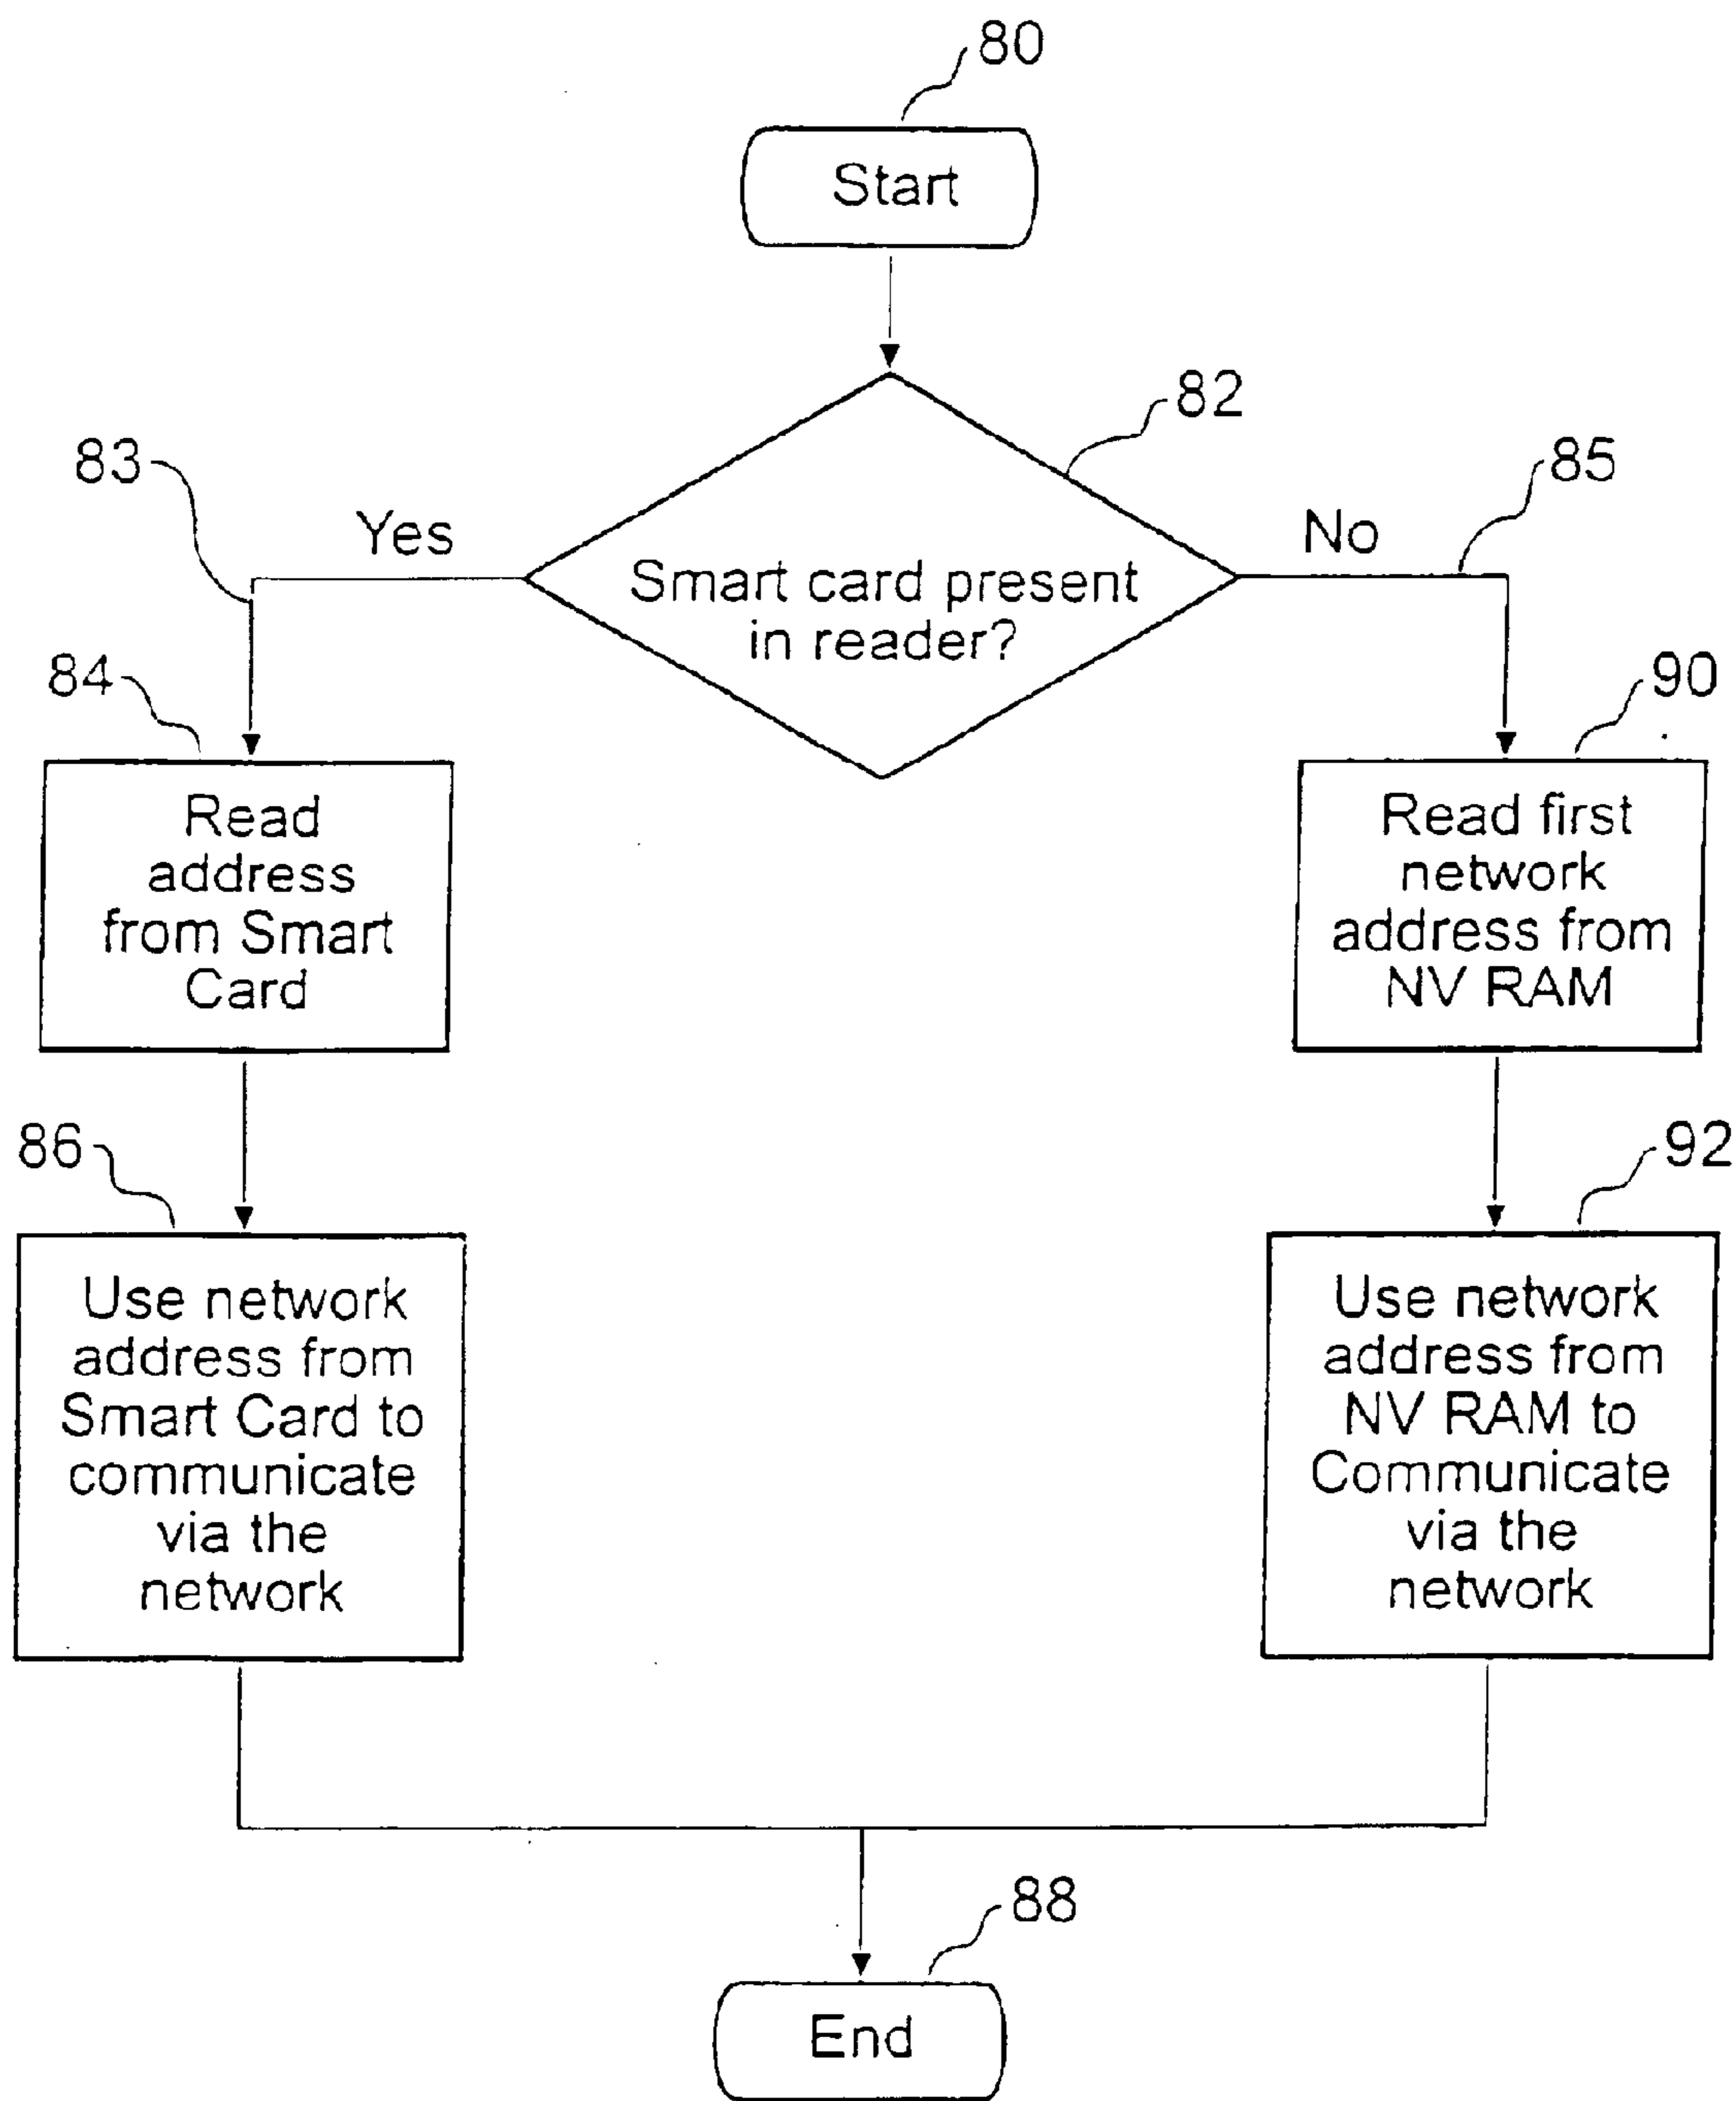 80
Start
82
83
Yes
No
85
Smart card present
in reader?
84
90
Read
address
from Smart
Card
Read first
network
address from
NV RAM
86
92
Use network
address from
Smart Card to
communicate
via the
network
Use network
address from
NV RAM to
Communicate
via the
network
88
End